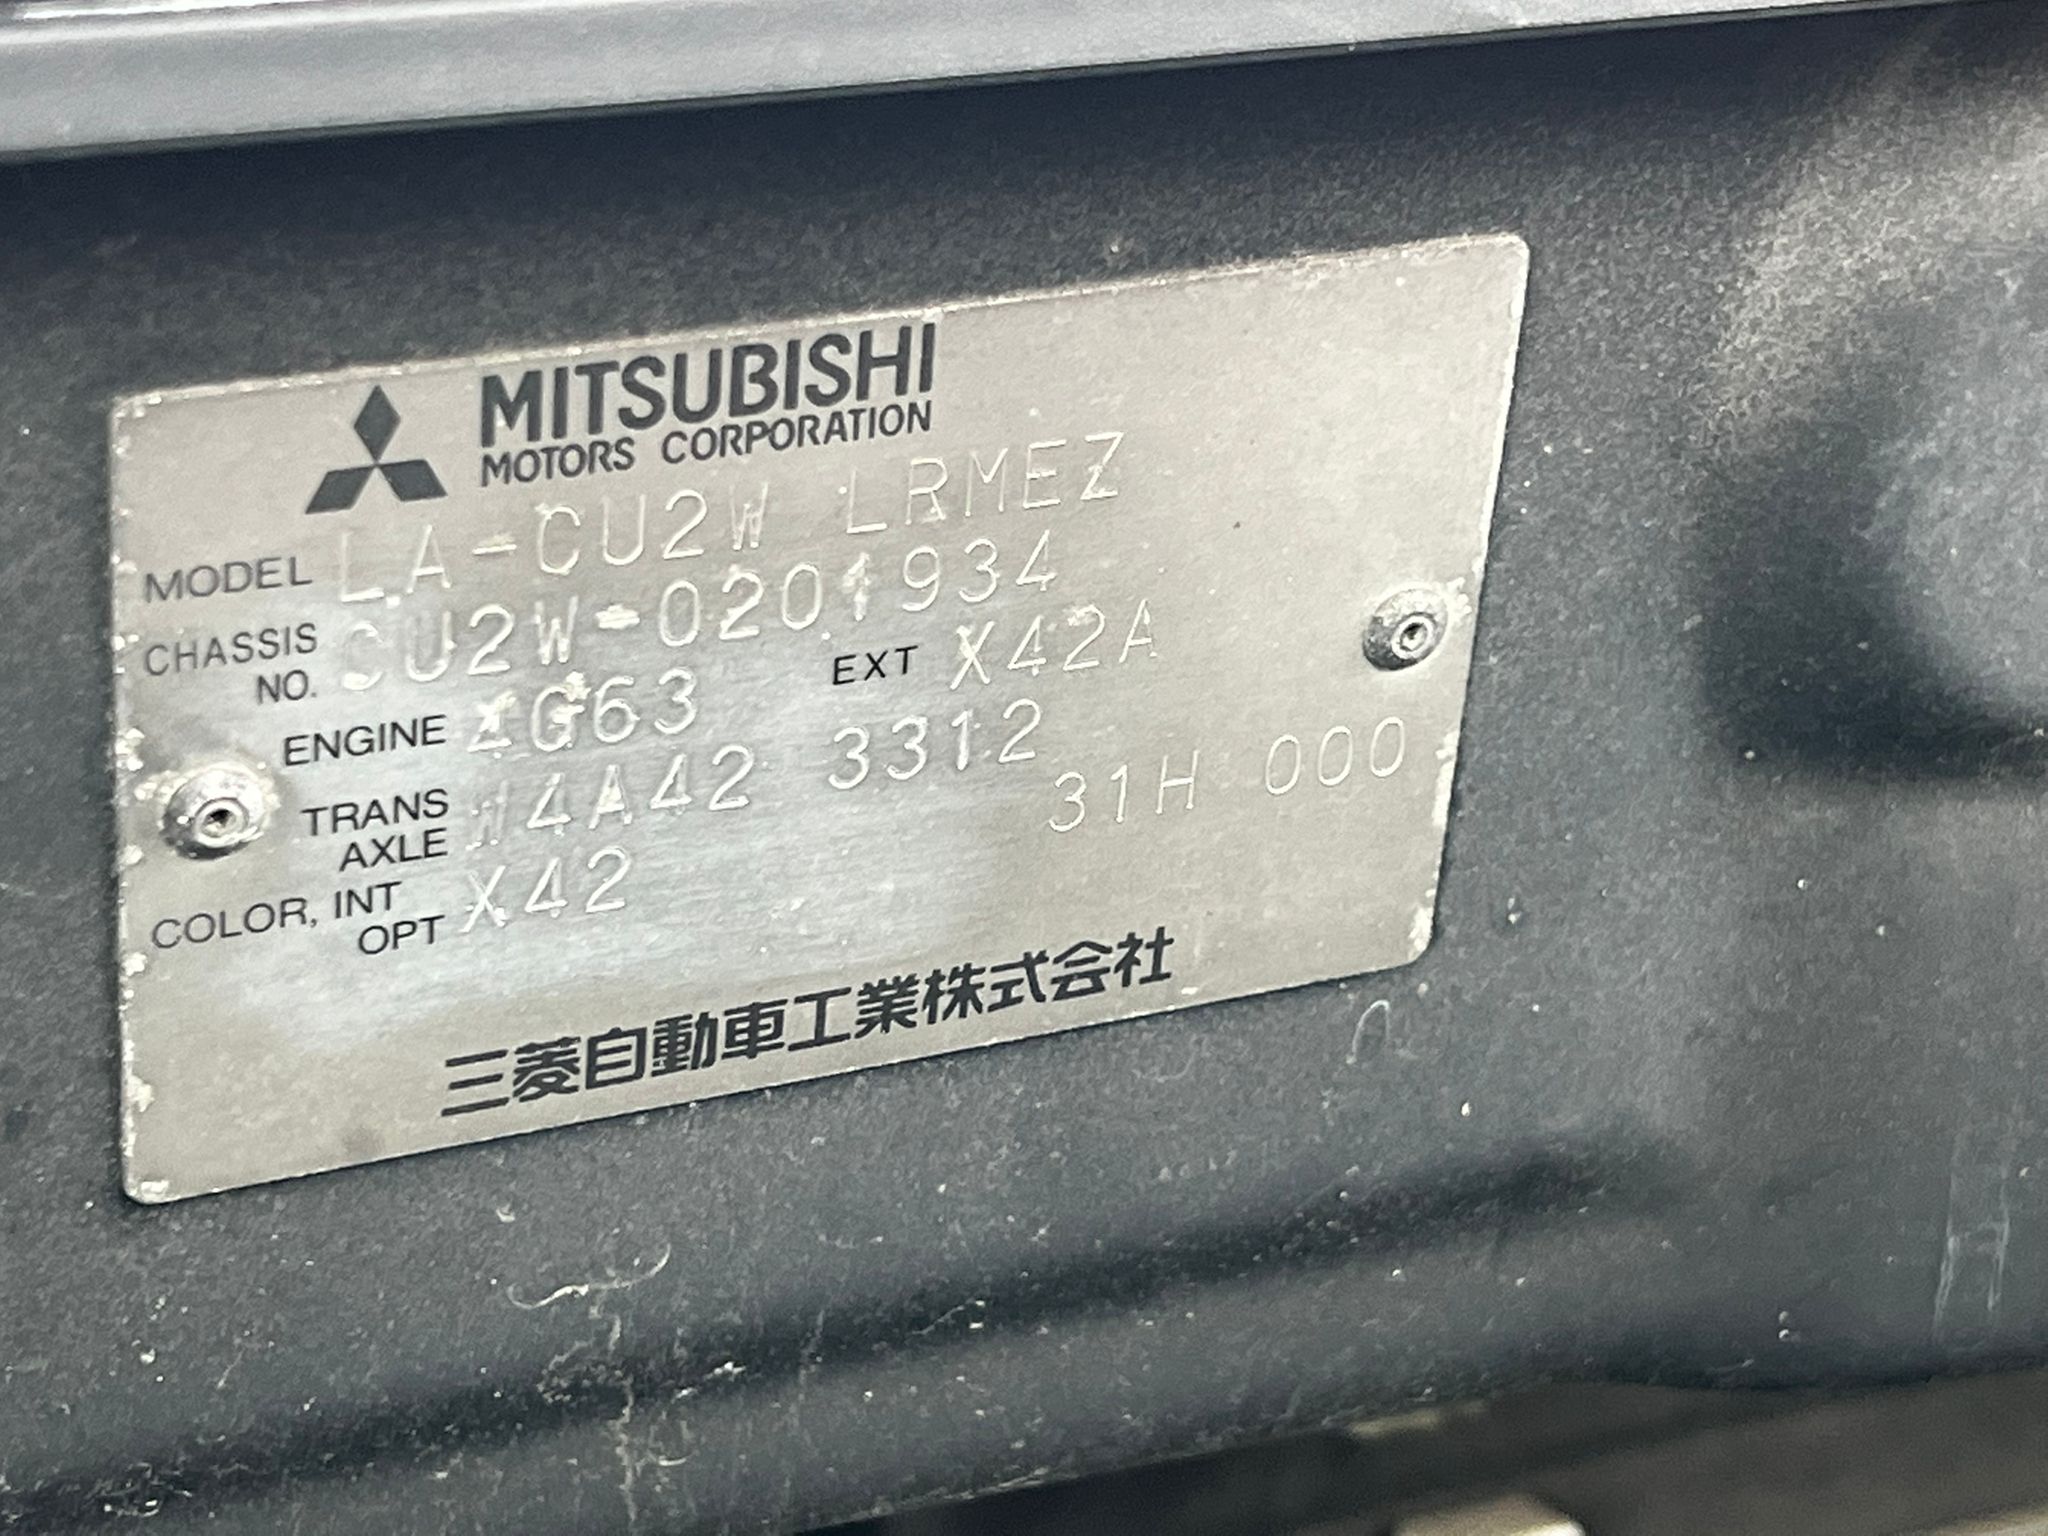 MITSUBISHI
MOTORS CORPORATION
MODEL LA-CU2W LRMEZ
CHASSIS NO. CU2W-0201934
ENGINE 4G63 EXT X42A
TRANS AXLE W4A42 3312
COLOR, INT OPT X42 31H 000
三菱自動車工業株式会社